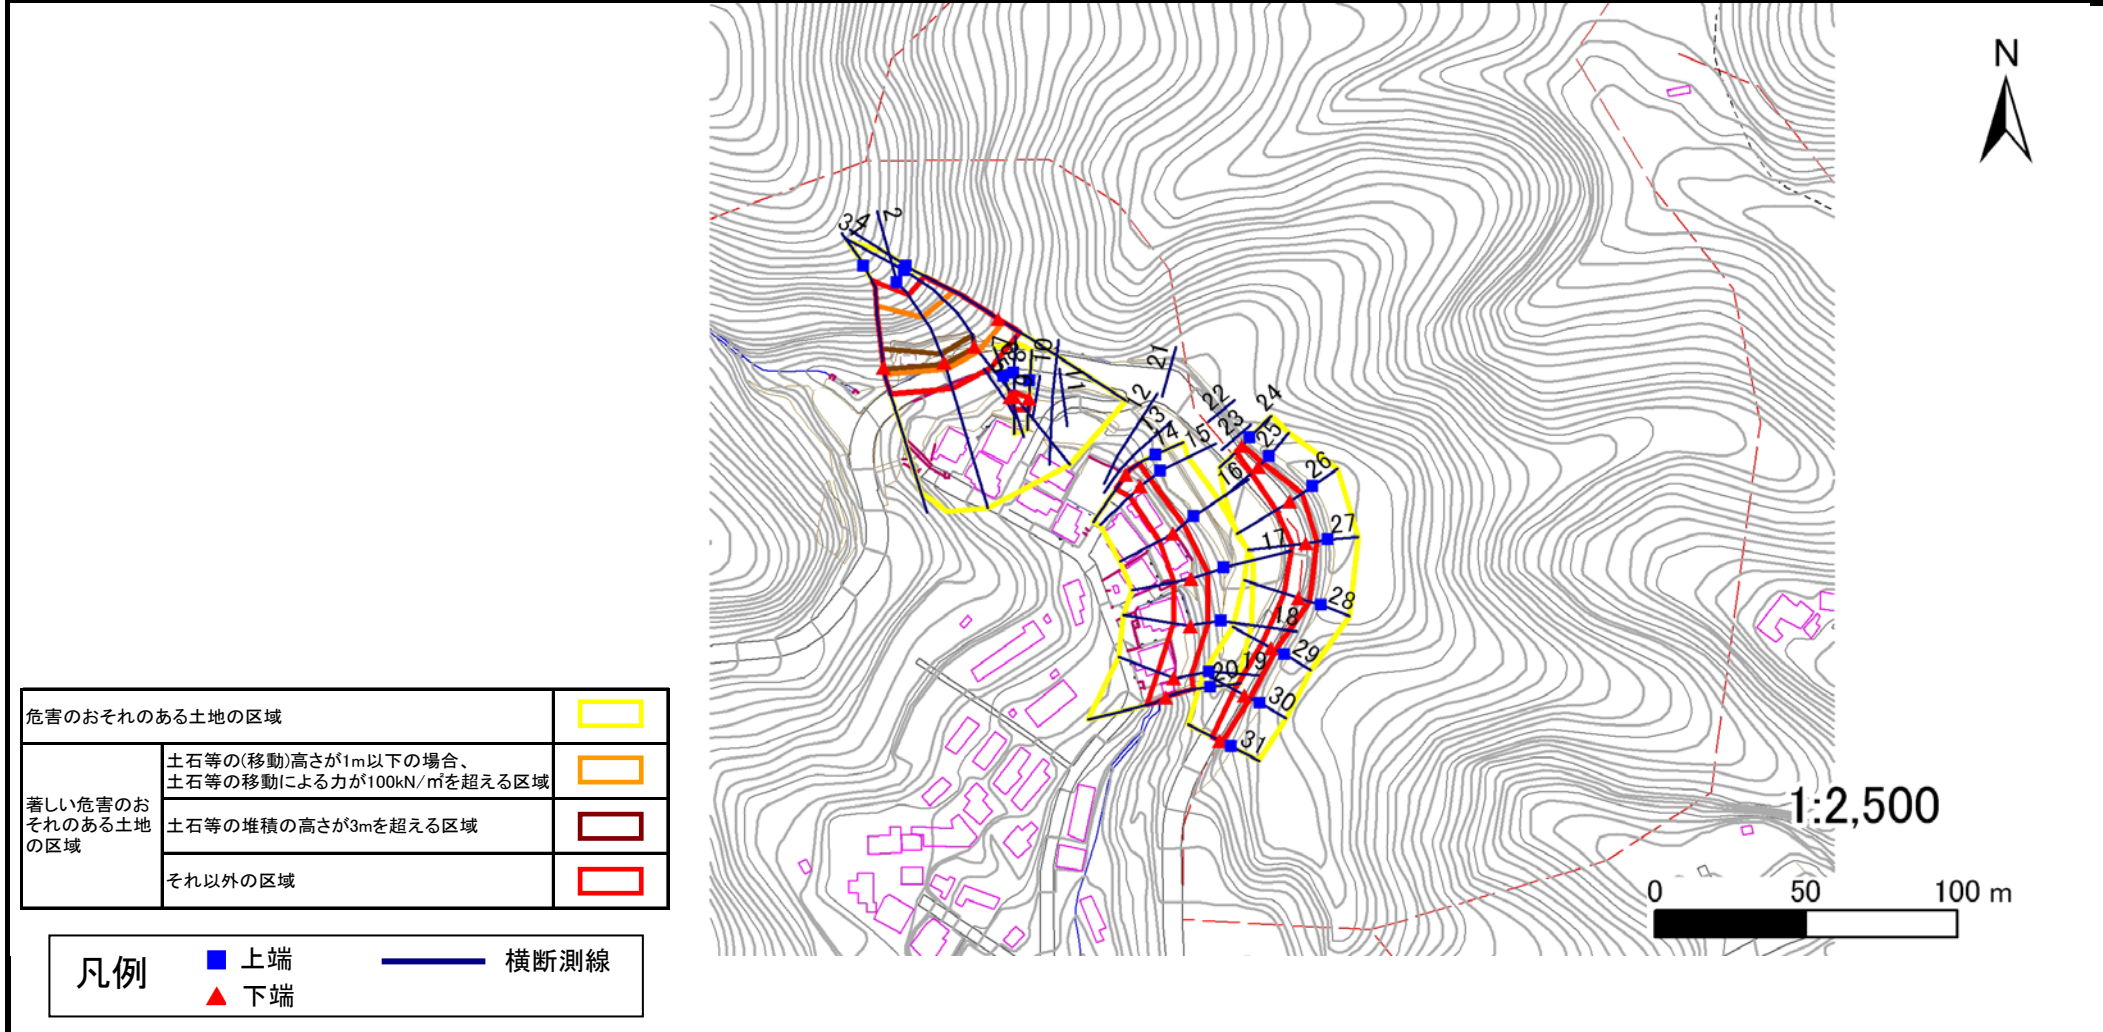 N
34
2
10
11
21
12
13
14
15
16
22
23
24
25
26
27
17
28
18
29
19
20
30
31
危害のおそれのある土地の区域
著しい危害のお
それのある土地
の区域
土石等の(移動)高さが1m以下の場合、
土石等の移動による力が100kN/㎡を超える区域
土石等の堆積の高さが3mを超える区域
それ以外の区域
1:2,500
0 50 100 m
凡例
上端
下端
横断測線